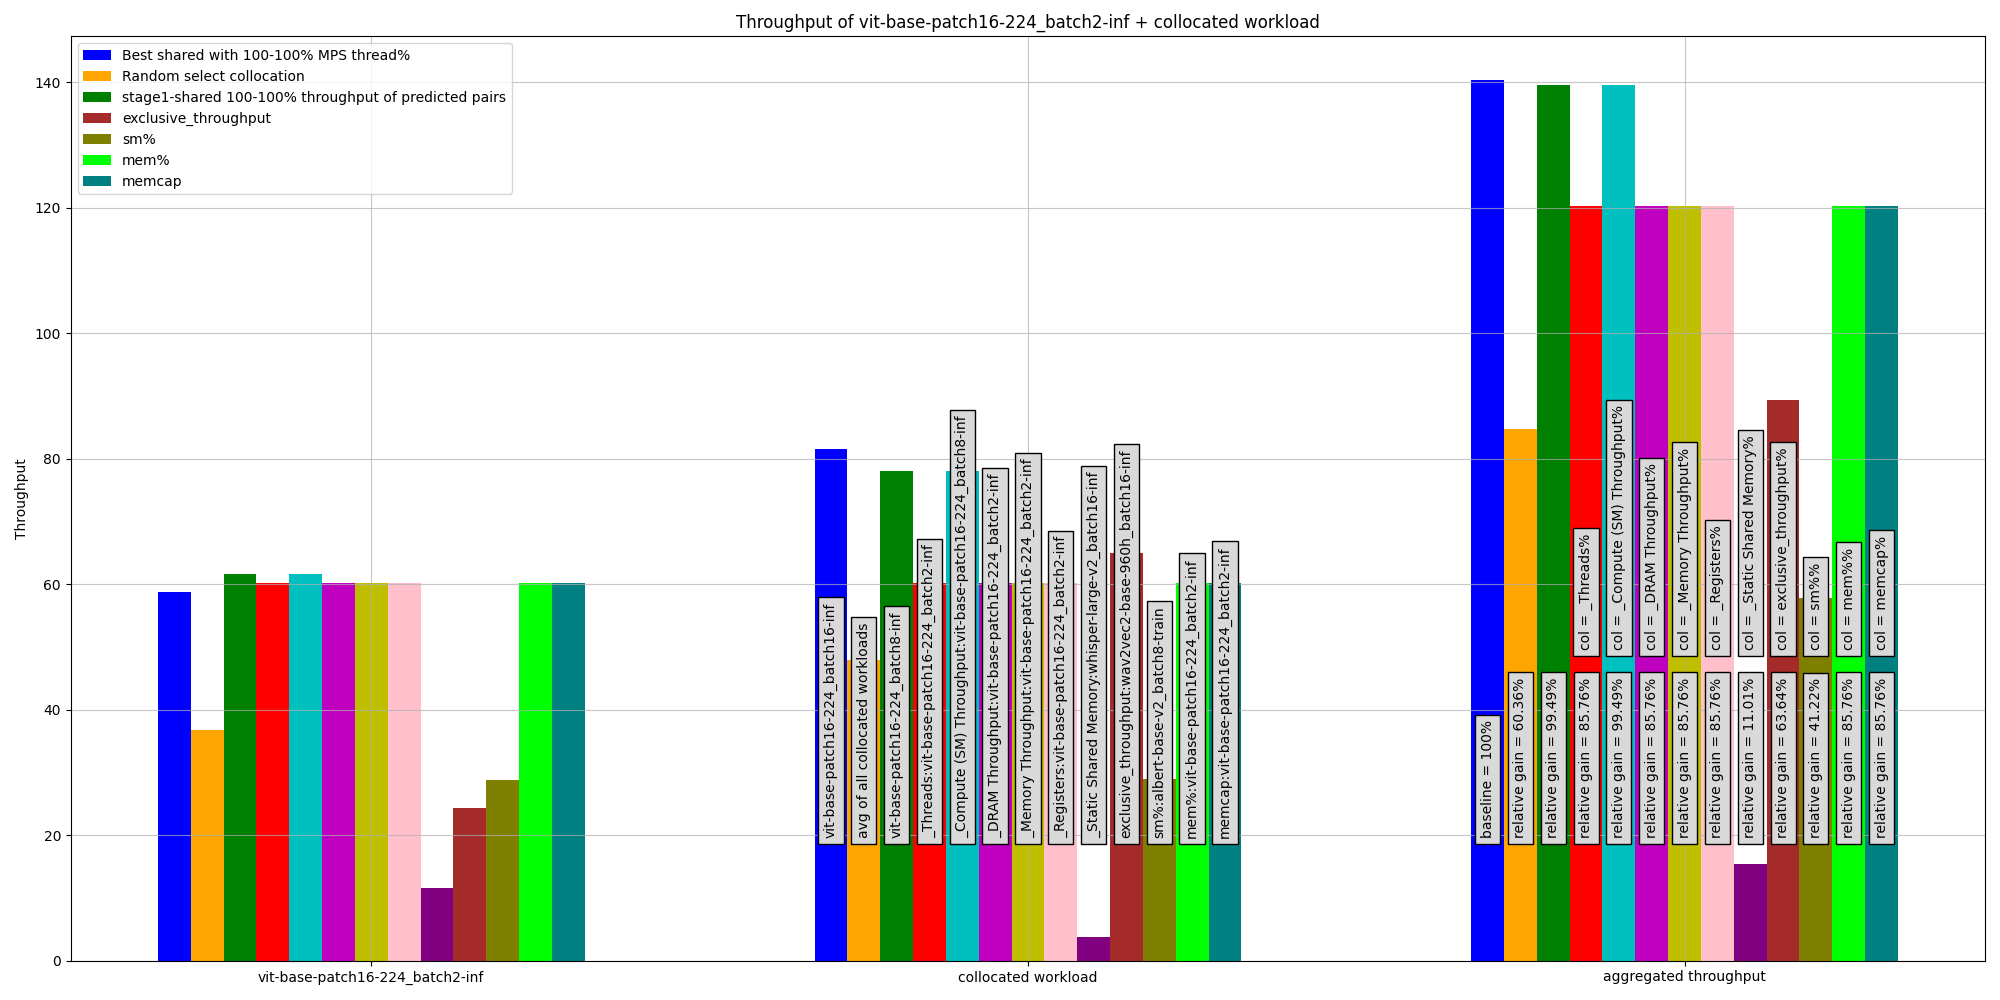 Throughput of vit-base-patch16-224_batch2-inf + collocated workload
Best shared with 100-100% MPS thread%
Random select collocation
stage1-shared 100-100% throughput of predicted pairs
exclusive_throughput
sm%
mem%
memcap
Throughput
140
120
100
80
60
40
20
0
vit-base-patch16-224_batch16-inf
avg of all collocated workloads
vit-base-patch16-224_batch8-inf
_Threads:vit-base-patch16-224_batch2-inf
_Compute (SM) Throughput:vit-base-patch16-224_batch8-inf
_DRAM Throughput:vit-base-patch16-224_batch2-inf
_Memory Throughput:vit-base-patch16-224_batch2-inf
_Registers:vit-base-patch16-224_batch2-inf
_Static Shared Memory:whisper-large-v2_batch16-inf
exclusive_throughput:wav2vec2-base-960h_batch16-inf
sm%:albert-base-v2_batch8-train
mem%:vit-base-patch16-224_batch2-inf
memcap:vit-base-patch16-224_batch2-inf
col = _Threads%
col = _Compute (SM) Throughput%
col = _DRAM Throughput%
col = _Memory Throughput%
col = _Registers%
col = _Static Shared Memory%
col = exclusive_throughput%
col = sm%%
col = mem%%
col = memcap%
baseline = 100%
relative gain = 60.36%
relative gain = 99.49%
relative gain = 85.76%
relative gain = 99.49%
relative gain = 85.76%
relative gain = 85.76%
relative gain = 85.76%
relative gain = 11.01%
relative gain = 63.64%
relative gain = 41.22%
relative gain = 85.76%
relative gain = 85.76%
vit-base-patch16-224_batch2-inf
collocated workload
aggregated throughput